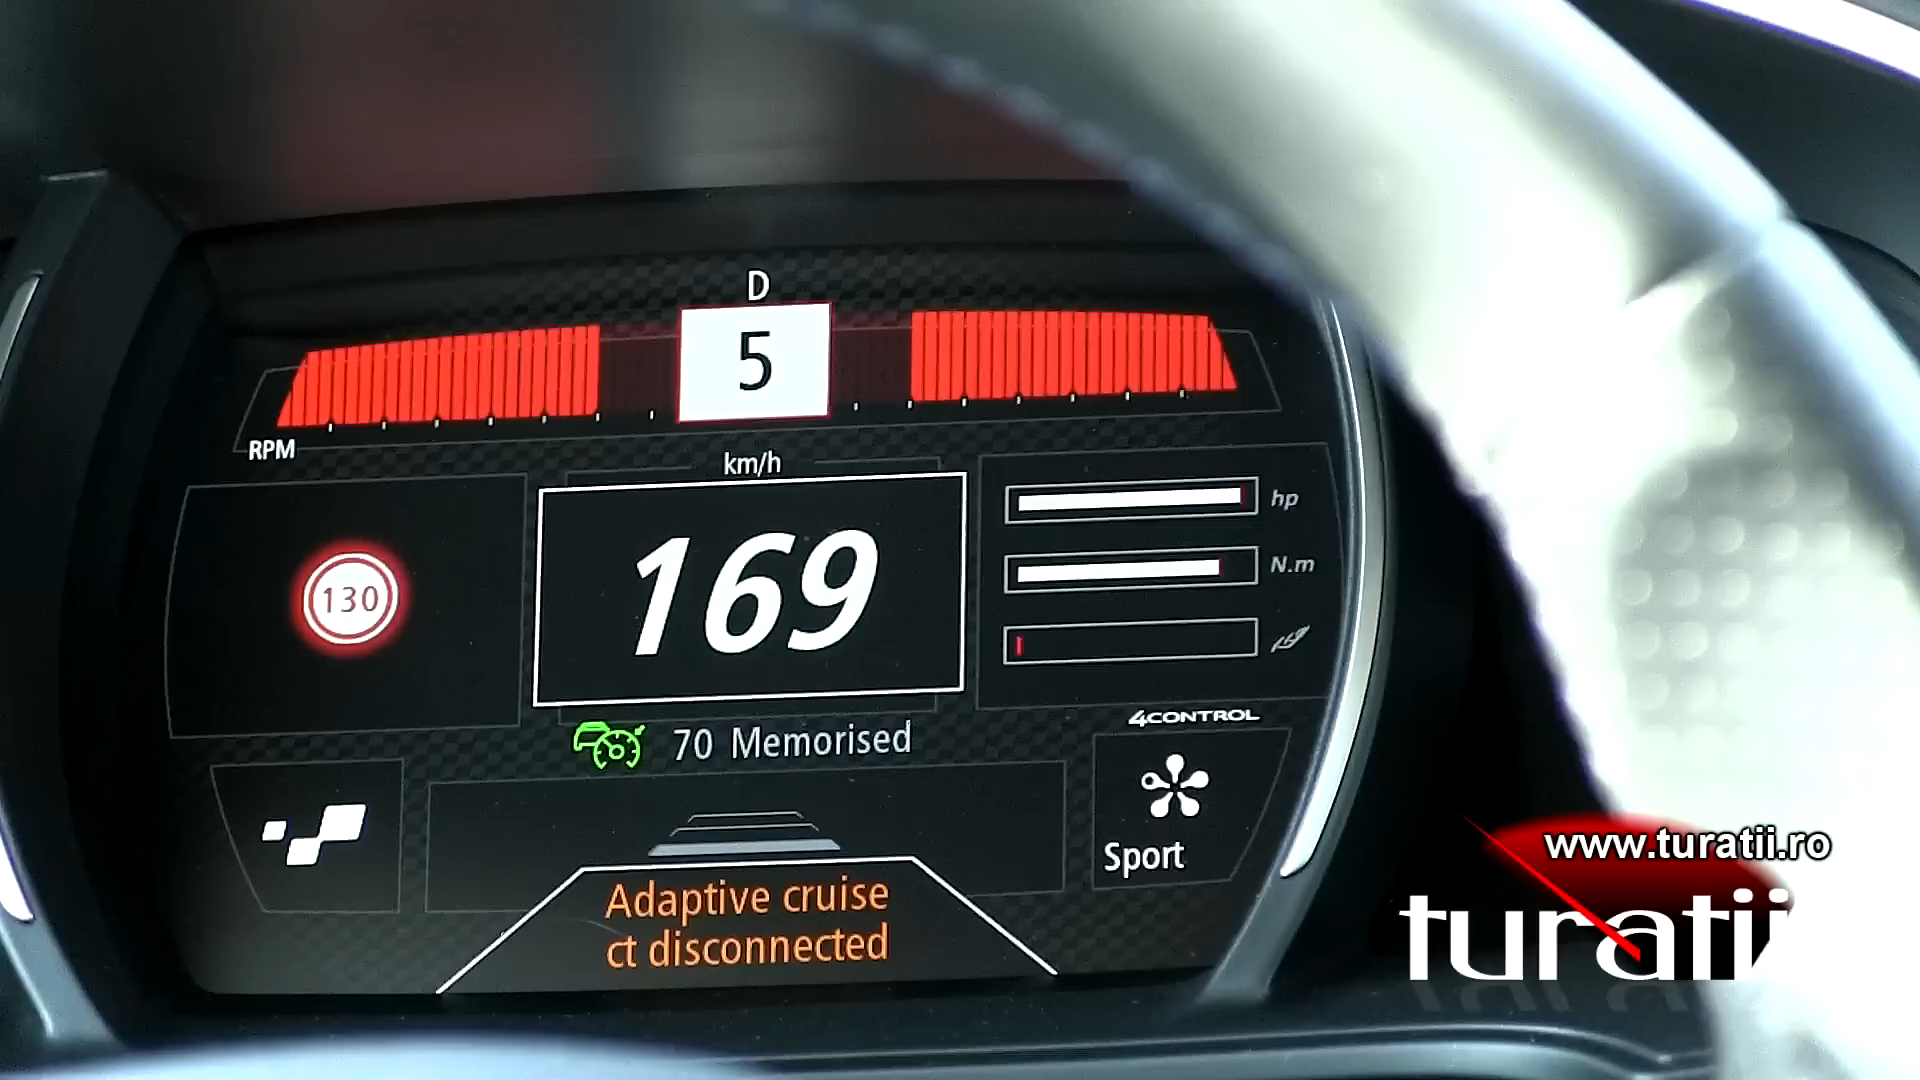 D
5
RPM
km/h
130
169
hp
N.m
70 Memorised
4CONTROL
Sport
Adaptive cruise
ct disconnected
www.turatii.ro
turatii